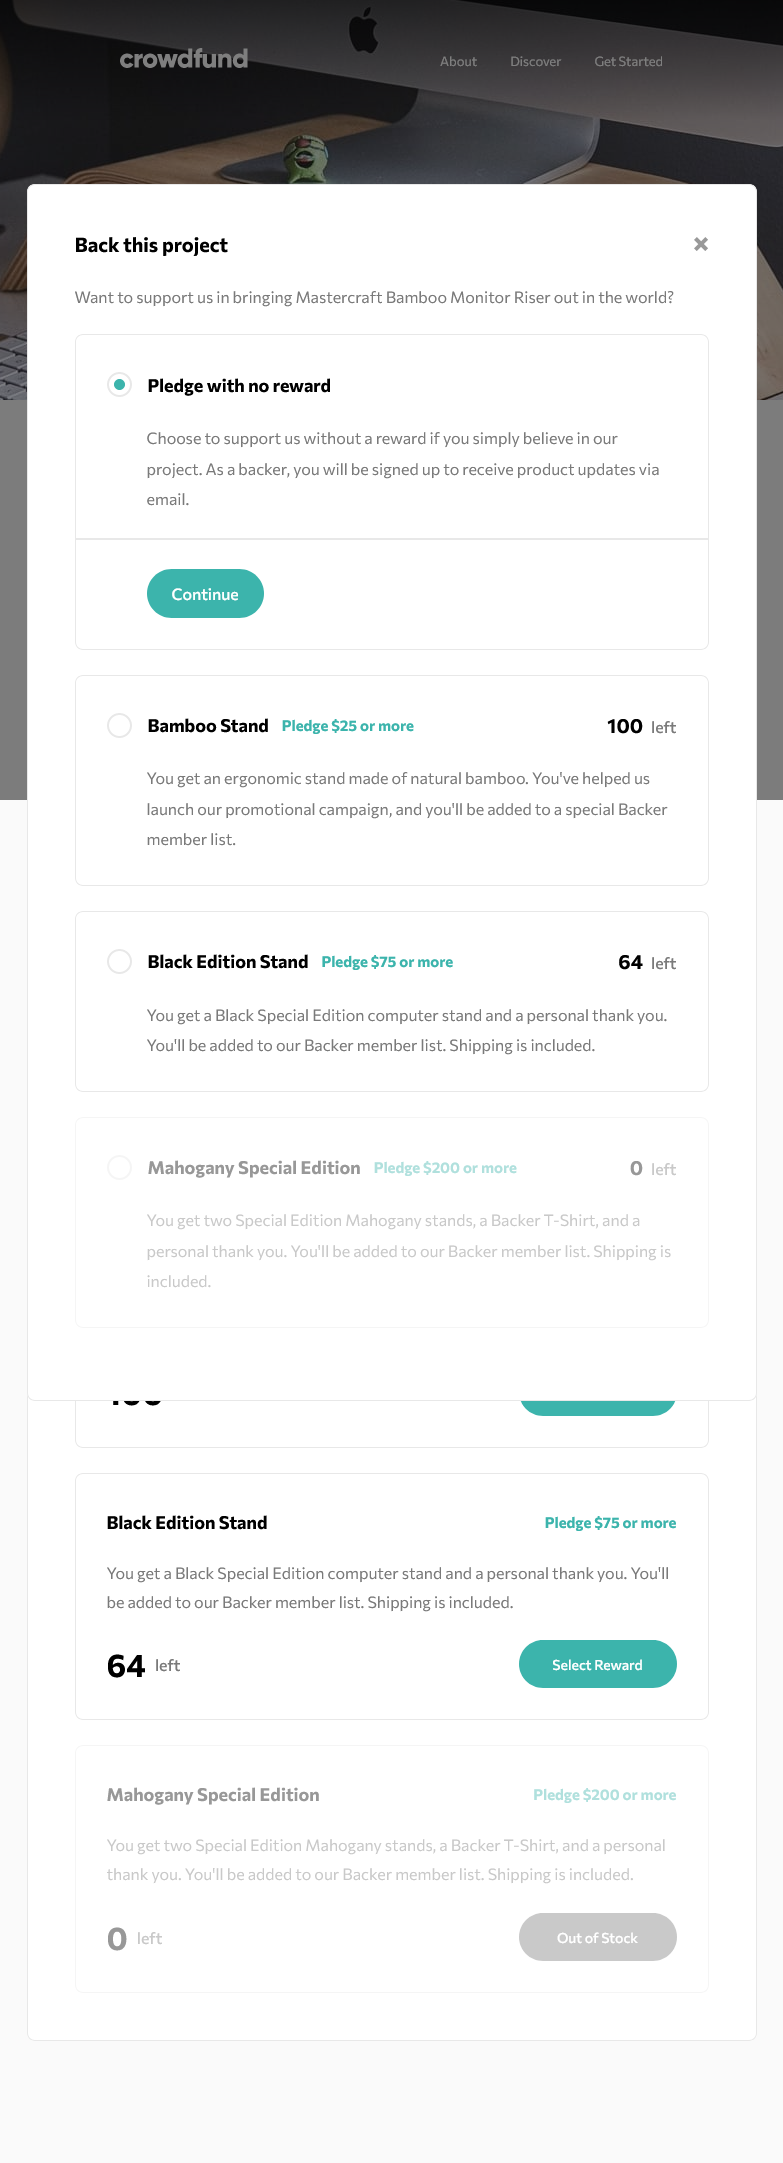 crowdfund
About Discover Get Started
Back this project
Want to support us in bringing Mastercraft Bamboo Monitor Riser out in the world?
Pledge with no reward
Choose to support us without a reward if you simply believe in our
project. As a backer, you will be signed up to receive product updates via
email.
Continue
Bamboo Stand Pledge $25 or more 100 left
You get an ergonomic stand made of natural bamboo. You've helped us
launch our promotional campaign, and you'll be added to a special Backer
member list.
Black Edition Stand Pledge $75 or more 64 left
You get a Black Special Edition computer stand and a personal thank you.
You'll be added to our Backer member list. Shipping is included.
Mahogany Special Edition Pledge $200 or more 0 left
You get two Special Edition Mahogany stands, a Backer T-Shirt, and a
personal thank you. You'll be added to our Backer member list. Shipping is
included.
Black Edition Stand Pledge $75 or more
You get a Black Special Edition computer stand and a personal thank you. You'll
be added to our Backer member list. Shipping is included.
64 left Select Reward
Mahogany Special Edition Pledge $200 or more
You get two Special Edition Mahogany stands, a Backer T-Shirt, and a personal
thank you. You'll be added to our Backer member list. Shipping is included.
0 left Out of Stock